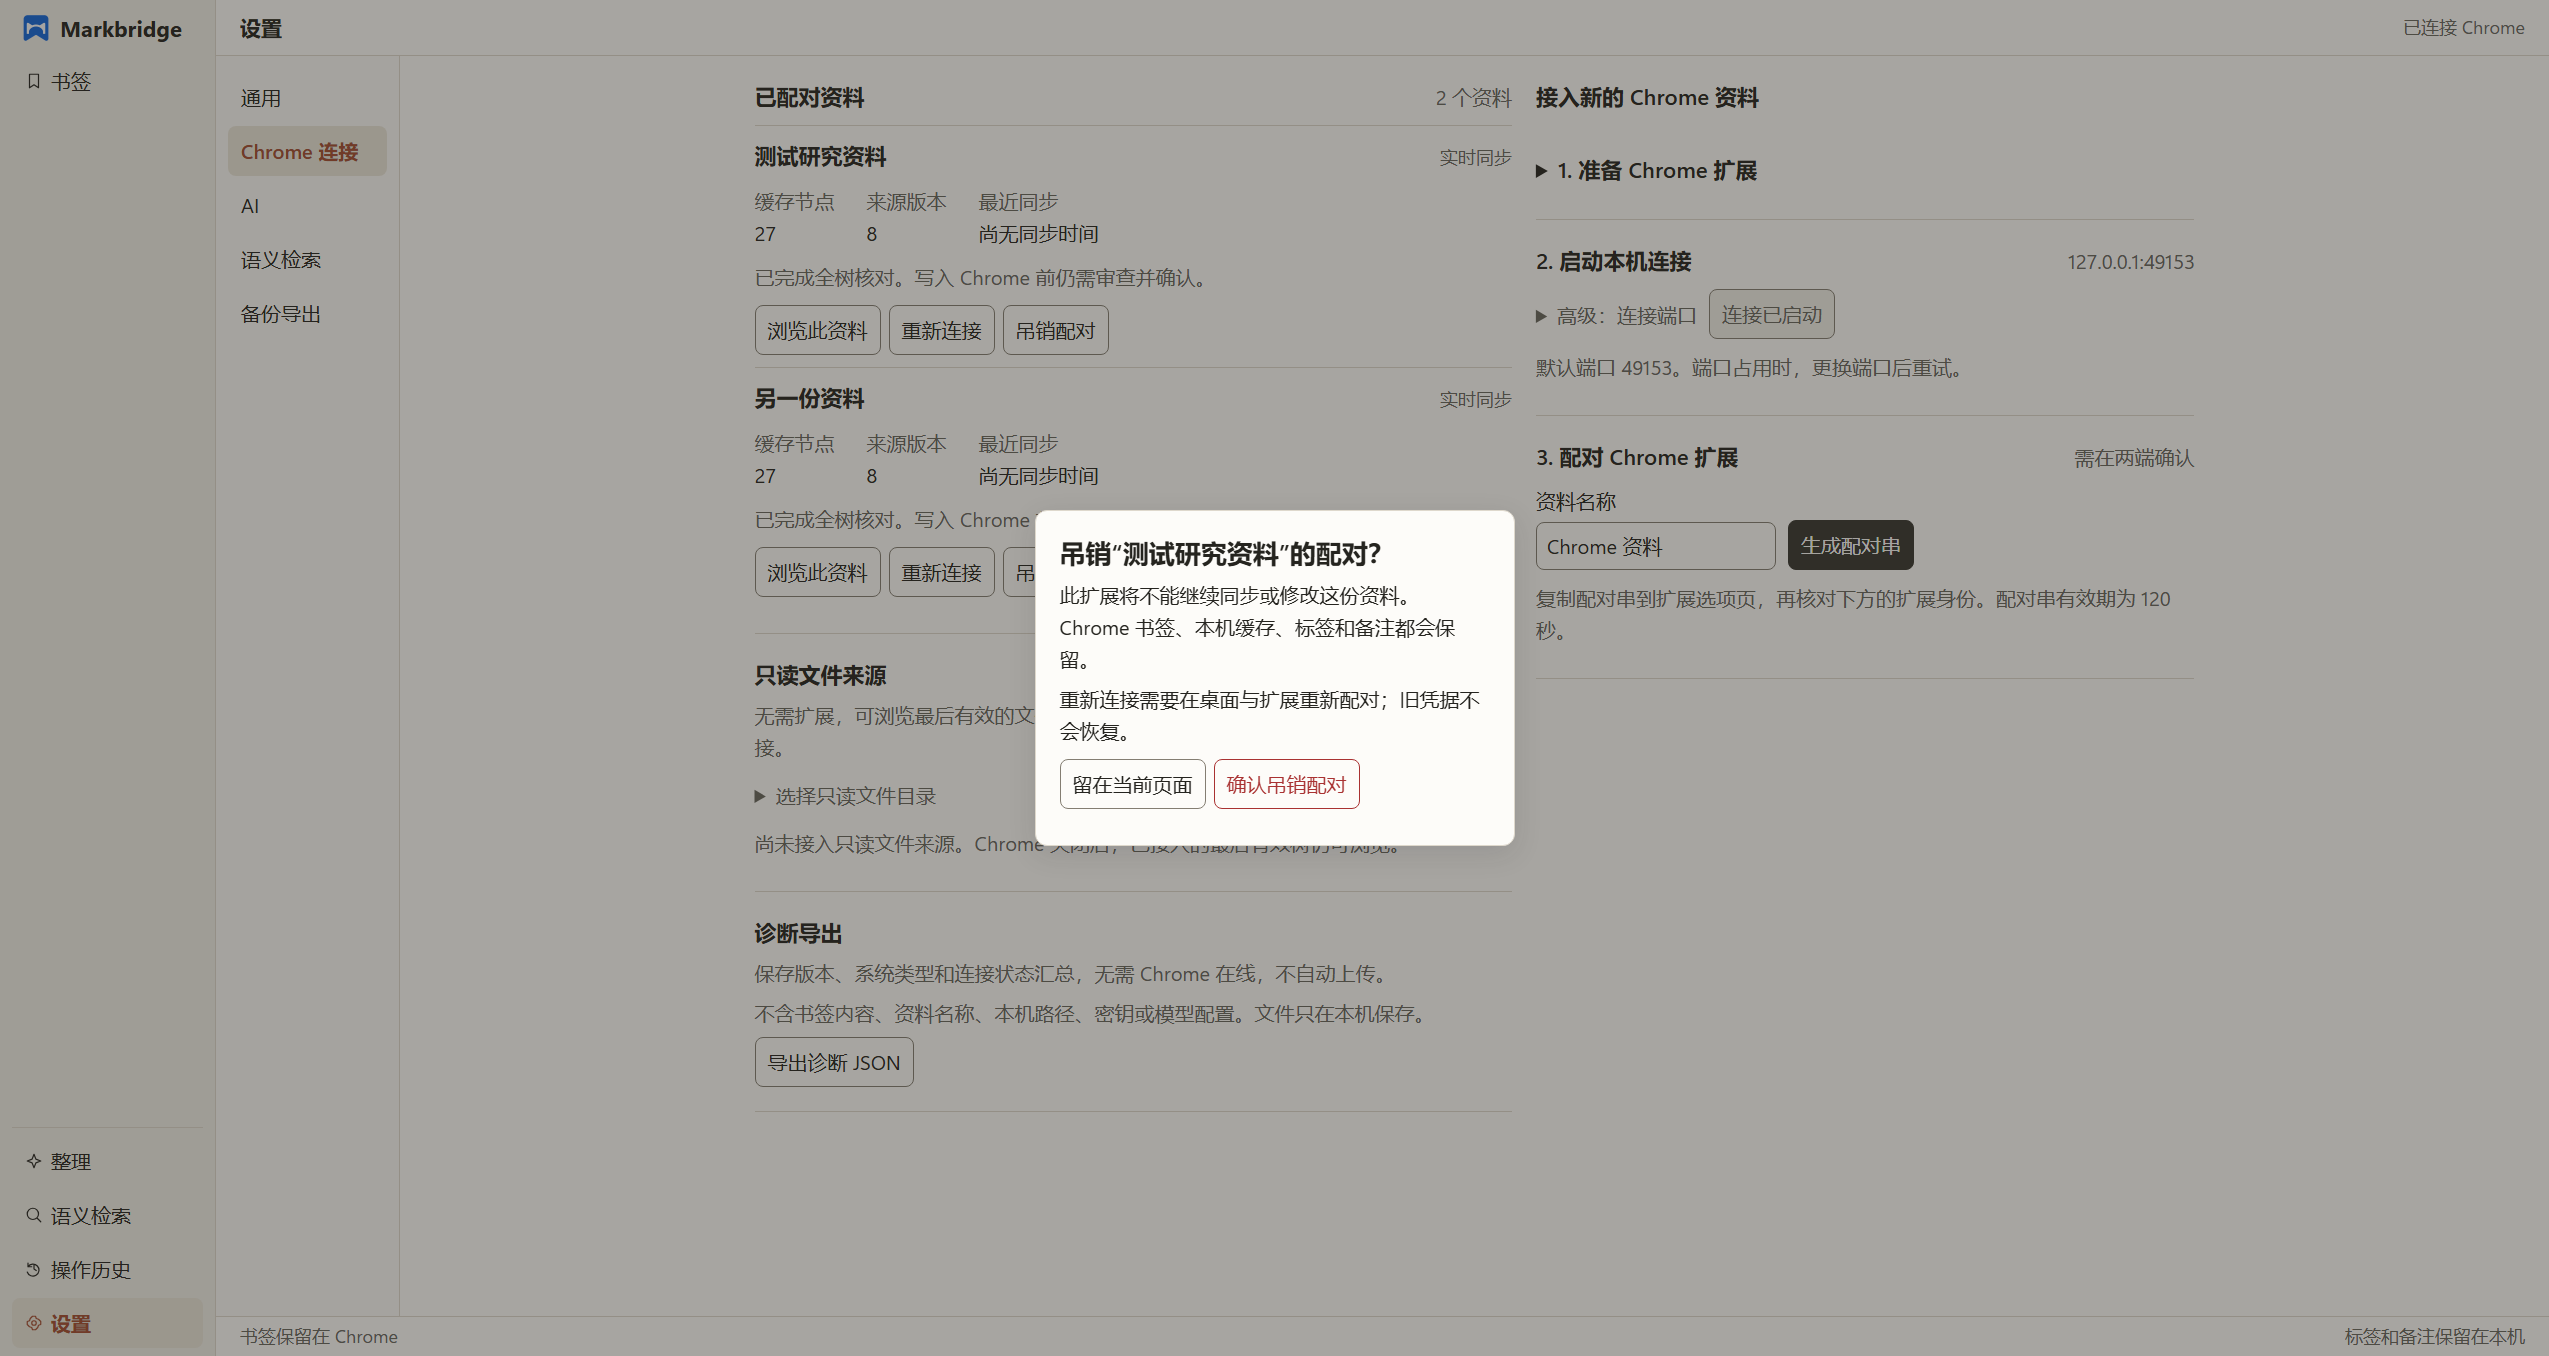 Markbridge
书签
整理
语义检索
操作历史
设置
设置
已连接 Chrome
通用
Chrome 连接
AI
语义检索
备份导出
已配对资料
2 个资料
测试研究资料
实时同步
缓存节点 来源版本 最近同步
27 8 尚无同步时间
已完成全树核对。写入 Chrome 前仍需审查并确认。
浏览此资料 重新连接 吊销配对
另一份资料
实时同步
缓存节点 来源版本 最近同步
27 8 尚无同步时间
已完成全树核对。写入 Chrome
浏览此资料 重新连接 吊
只读文件来源
无需扩展，可浏览最后有效的文
接。
选择只读文件目录
尚未接入只读文件来源。Chrome
诊断导出
保存版本、系统类型和连接状态汇总，无需 Chrome 在线，不自动上传。
不含书签内容、资料名称、本机路径、密钥或模型配置。文件只在本机保存。
导出诊断 JSON
接入新的 Chrome 资料
1. 准备 Chrome 扩展
2. 启动本机连接
127.0.0.1:49153
高级：连接端口 连接已启动
默认端口 49153。端口占用时，更换端口后重试。
3. 配对 Chrome 扩展
需在两端确认
资料名称
Chrome 资料 生成配对串
复制配对串到扩展选项页，再核对下方的扩展身份。配对串有效期为 120
秒。
吊销“测试研究资料”的配对？
此扩展将不能继续同步或修改这份资料。
Chrome 书签、本机缓存、标签和备注都会保
留。
重新连接需要在桌面与扩展重新配对；旧凭据不
会恢复。
留在当前页面 确认吊销配对
书签保留在 Chrome
标签和备注保留在本机